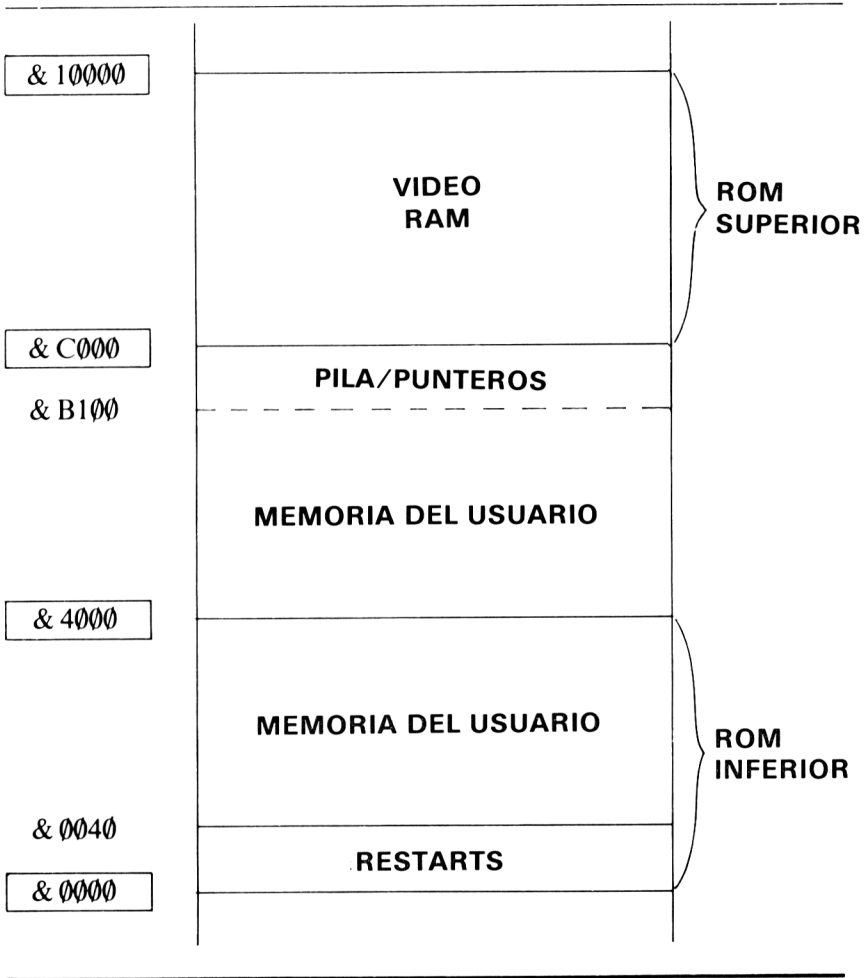 & 10000
VIDEO
RAM
ROM
SUPERIOR
& C000
PILA/PUNTEROS
& B100
MEMORIA DEL USUARIO
& 4000
MEMORIA DEL USUARIO
ROM
INFERIOR
& 0040
RESTARTS
& 0000